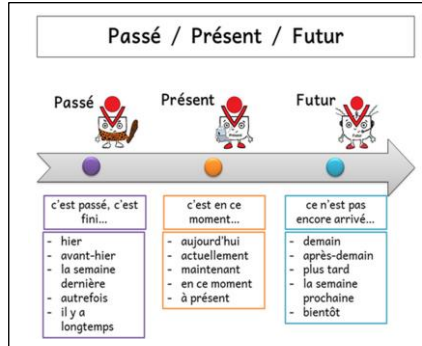 Passé / Présent / Futur
Passé
Présent
Futur
Présent
Futur
c'est passé, c'est
fini...
- hier
- avant-hier
- la semaine
dernière
- autrefois
- il y a
longtemps
c'est en ce
moment...
- aujourd'hui
- actuellement
- maintenant
- en ce moment
- à présent
ce n'est pas
encore arrivé...
- demain
- après-demain
- plus tard
- la semaine
prochaine
- bientôt